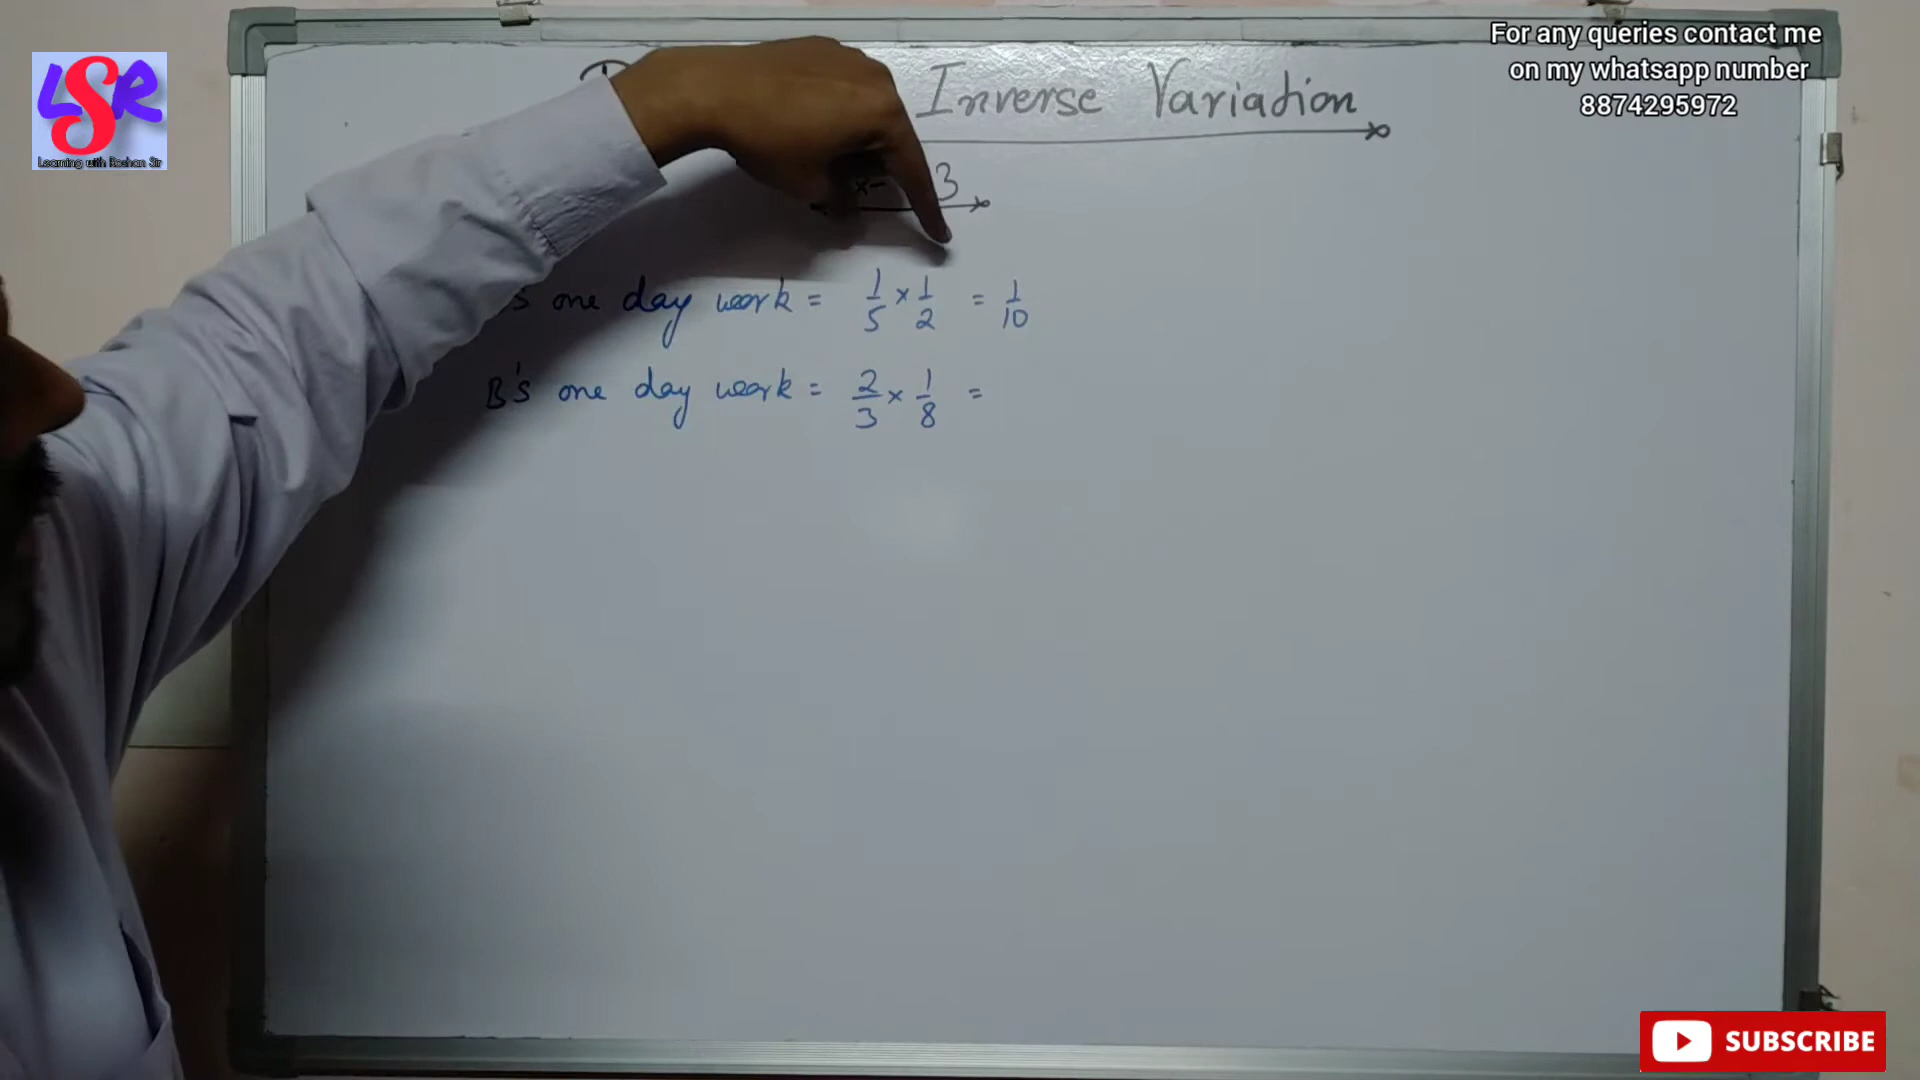 LSR
Learning with Roshan Sir
For any queries contact me
on my whatsapp number
8874295972
Inverse Variation
3
's one day work = 1/5 × 1/2 = 1/10
B's one day work = 2/3 × 1/8 =
SUBSCRIBE